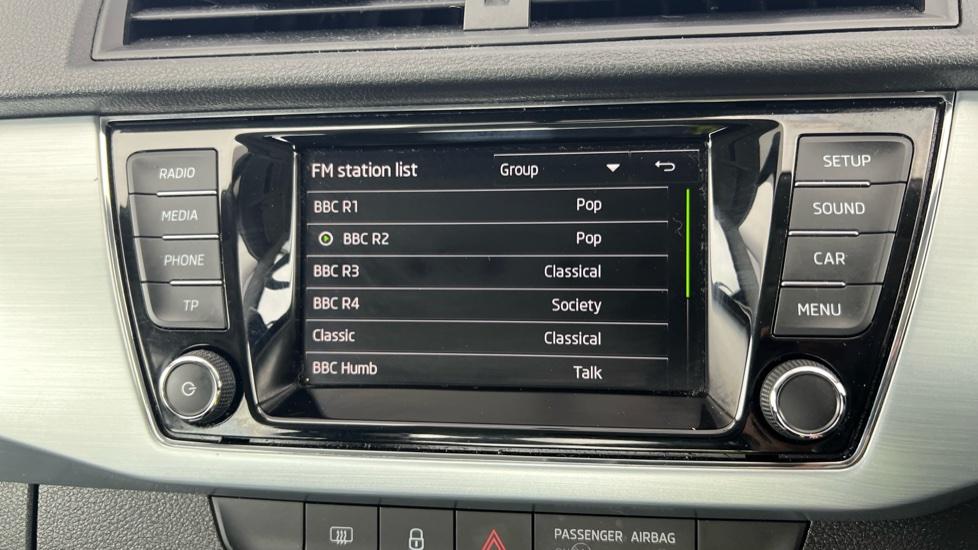 FM station list Group
BBC R1 Pop
BBC R2 Pop
BBC R3 Classical
BBC R4 Society
Classic Classical
BBC Humb Talk
RADIO
MEDIA
PHONE
TP
SETUP
SOUND
CAR
MENU
PASSENGER AIRBAG